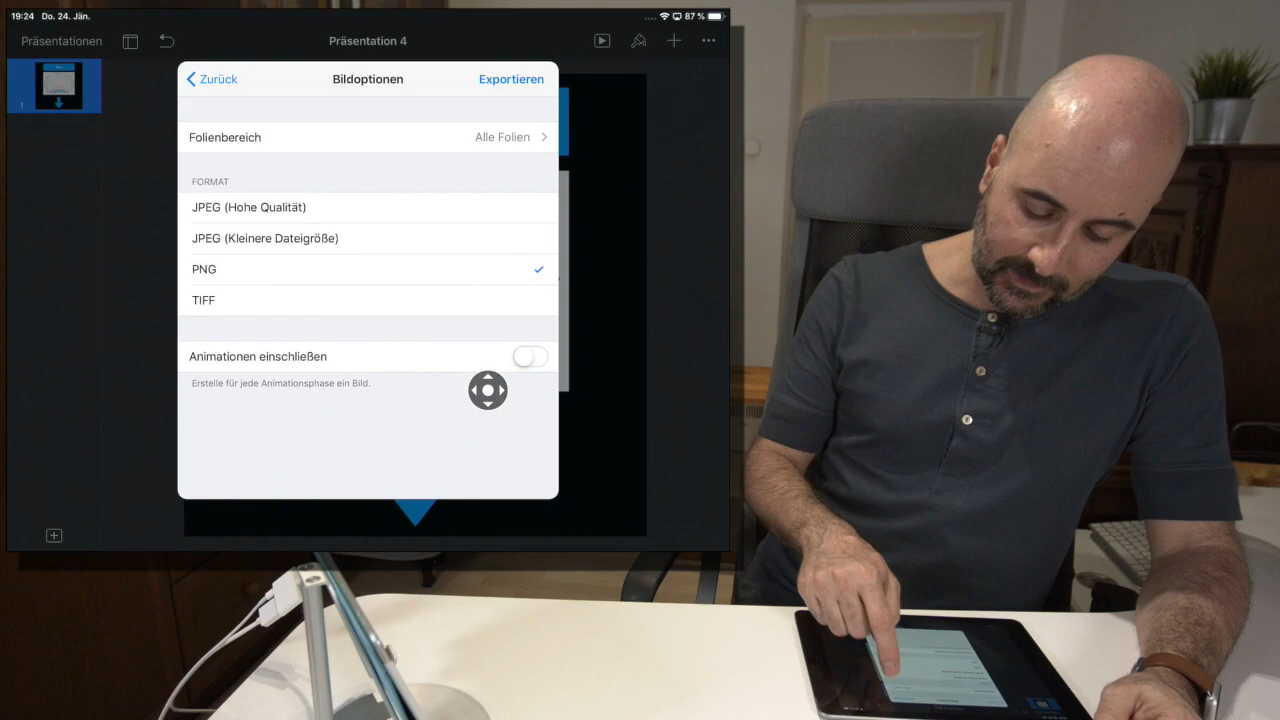 19:24 Do. 24. Jän.
87 %
Präsentationen
Präsentation 4
Zurück
Bildoptionen
Exportieren
1
Folienbereich
Alle Folien
FORMAT
JPEG (Hohe Qualität)
JPEG (Kleinere Dateigröße)
PNG
TIFF
Animationen einschließen
Erstelle für jede Animationsphase ein Bild.